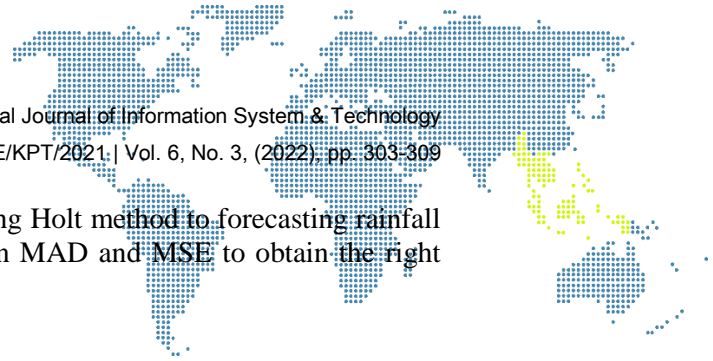 al Journal of Information System & Technology
E/KPT/2021 | Vol. 6, No. 3, (2022), pp. 303-309
ng Holt method to forecasting rainfall
n MAD and MSE to obtain the right